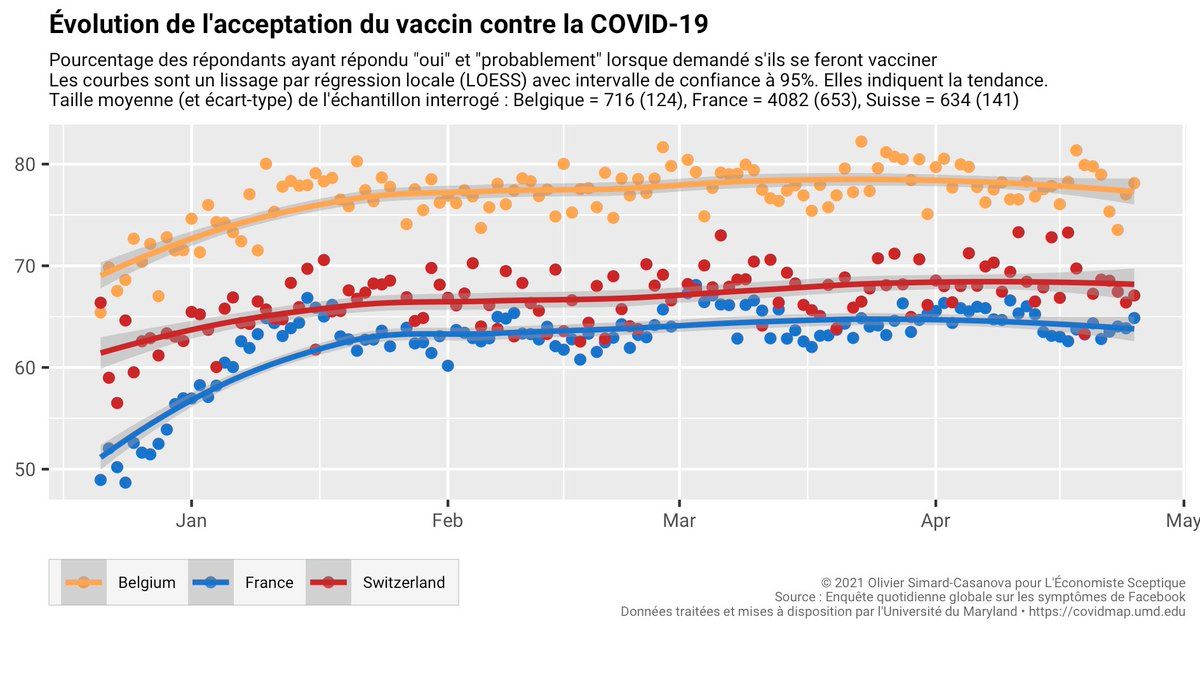 Évolution de l'acceptation du vaccin contre la COVID-19
Pourcentage des répondants ayant répondu "oui" et "probablement" lorsque demandé s'ils se feront vacciner
Les courbes sont un lissage par régression locale (LOESS) avec intervalle de confiance à 95%. Elles indiquent la tendance.
Taille moyenne (et écart-type) de l'échantillon interrogé : Belgique = 716 (124), France = 4082 (653), Suisse = 634 (141)
80
70
60
50
Jan Feb Mar Apr May
Belgium France Switzerland
© 2021 Olivier Simard-Casanova pour L'Économiste Sceptique
Source : Enquête quotidienne globale sur les symptômes de Facebook
Données traitées et mises à disposition par l'Université du Maryland • https://covidmap.umd.edu